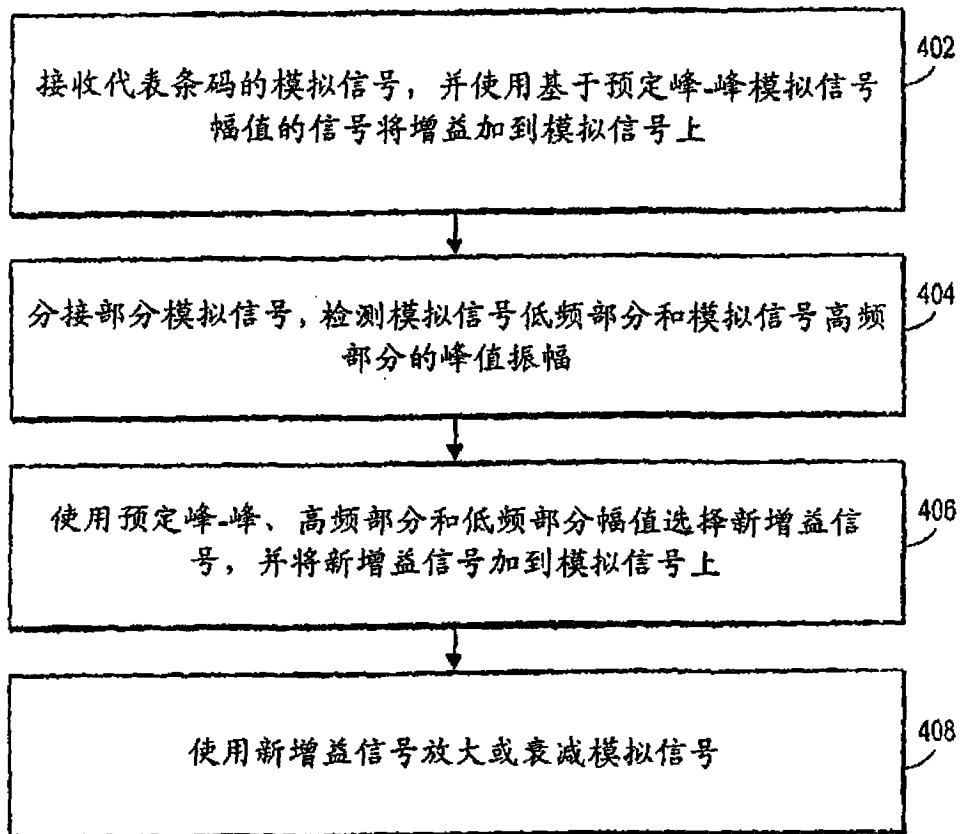 402
接收代表条码的模拟信号，并使用基于预定峰-峰模拟信号
幅值的信号将增益加到模拟信号上
404
分接部分模拟信号，检测模拟信号低频部分和模拟信号高频
部分的峰值振幅
406
使用预定峰-峰、高频部分和低频部分幅值选择新增益信
号，并将新增益信号加到模拟信号上
408
使用新增益信号放大或衰减模拟信号